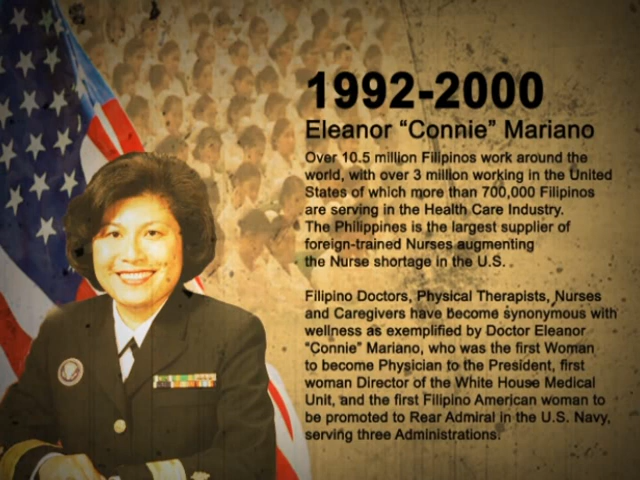 1992-2000
Eleanor “Connie” Mariano
Over 10.5 million Filipinos work around the
world, with over 3 million working in the United
States of which more than 700,000 Filipinos
are serving in the Health Care Industry.
The Philippines is the largest supplier of
foreign-trained Nurses augmenting
the Nurse shortage in the U.S.
Filipino Doctors, Physical Therapists, Nurses
and Caregivers have become synonymous with
wellness as exemplified by Doctor Eleanor
“Connie” Mariano, who was the first Woman
to become Physician to the President, first
woman Director of the White House Medical
Unit, and the first Filipino American woman to
be promoted to Rear Admiral in the U.S. Navy,
serving three Administrations.